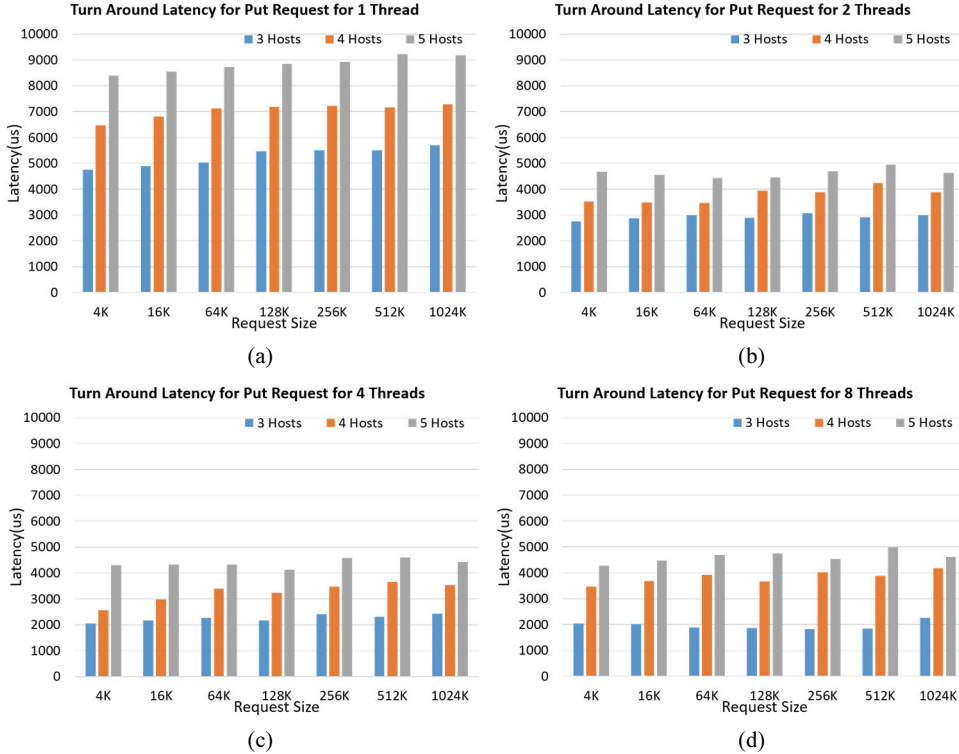 Turn Around Latency for Put Request for 1 Thread
3 Hosts 4 Hosts 5 Hosts
10000
9000
8000
7000
6000
5000
4000
3000
2000
1000
0
Latency(us)
4K 16K 64K 128K 256K 512K 1024K
Request Size
(a)
Turn Around Latency for Put Request for 2 Threads
3 Hosts 4 Hosts 5 Hosts
10000
9000
8000
7000
6000
5000
4000
3000
2000
1000
0
Latency(us)
4K 16K 64K 128K 256K 512K 1024K
Request Size
(b)
Turn Around Latency for Put Request for 4 Threads
3 Hosts 4 Hosts 5 Hosts
10000
9000
8000
7000
6000
5000
4000
3000
2000
1000
0
Latency(us)
4K 16K 64K 128K 256K 512K 1024K
Request Size
(c)
Turn Around Latency for Put Request for 8 Threads
3 Hosts 4 Hosts 5 Hosts
10000
9000
8000
7000
6000
5000
4000
3000
2000
1000
0
Latency(us)
4K 16K 64K 128K 256K 512K 1024K
Request Size
(d)